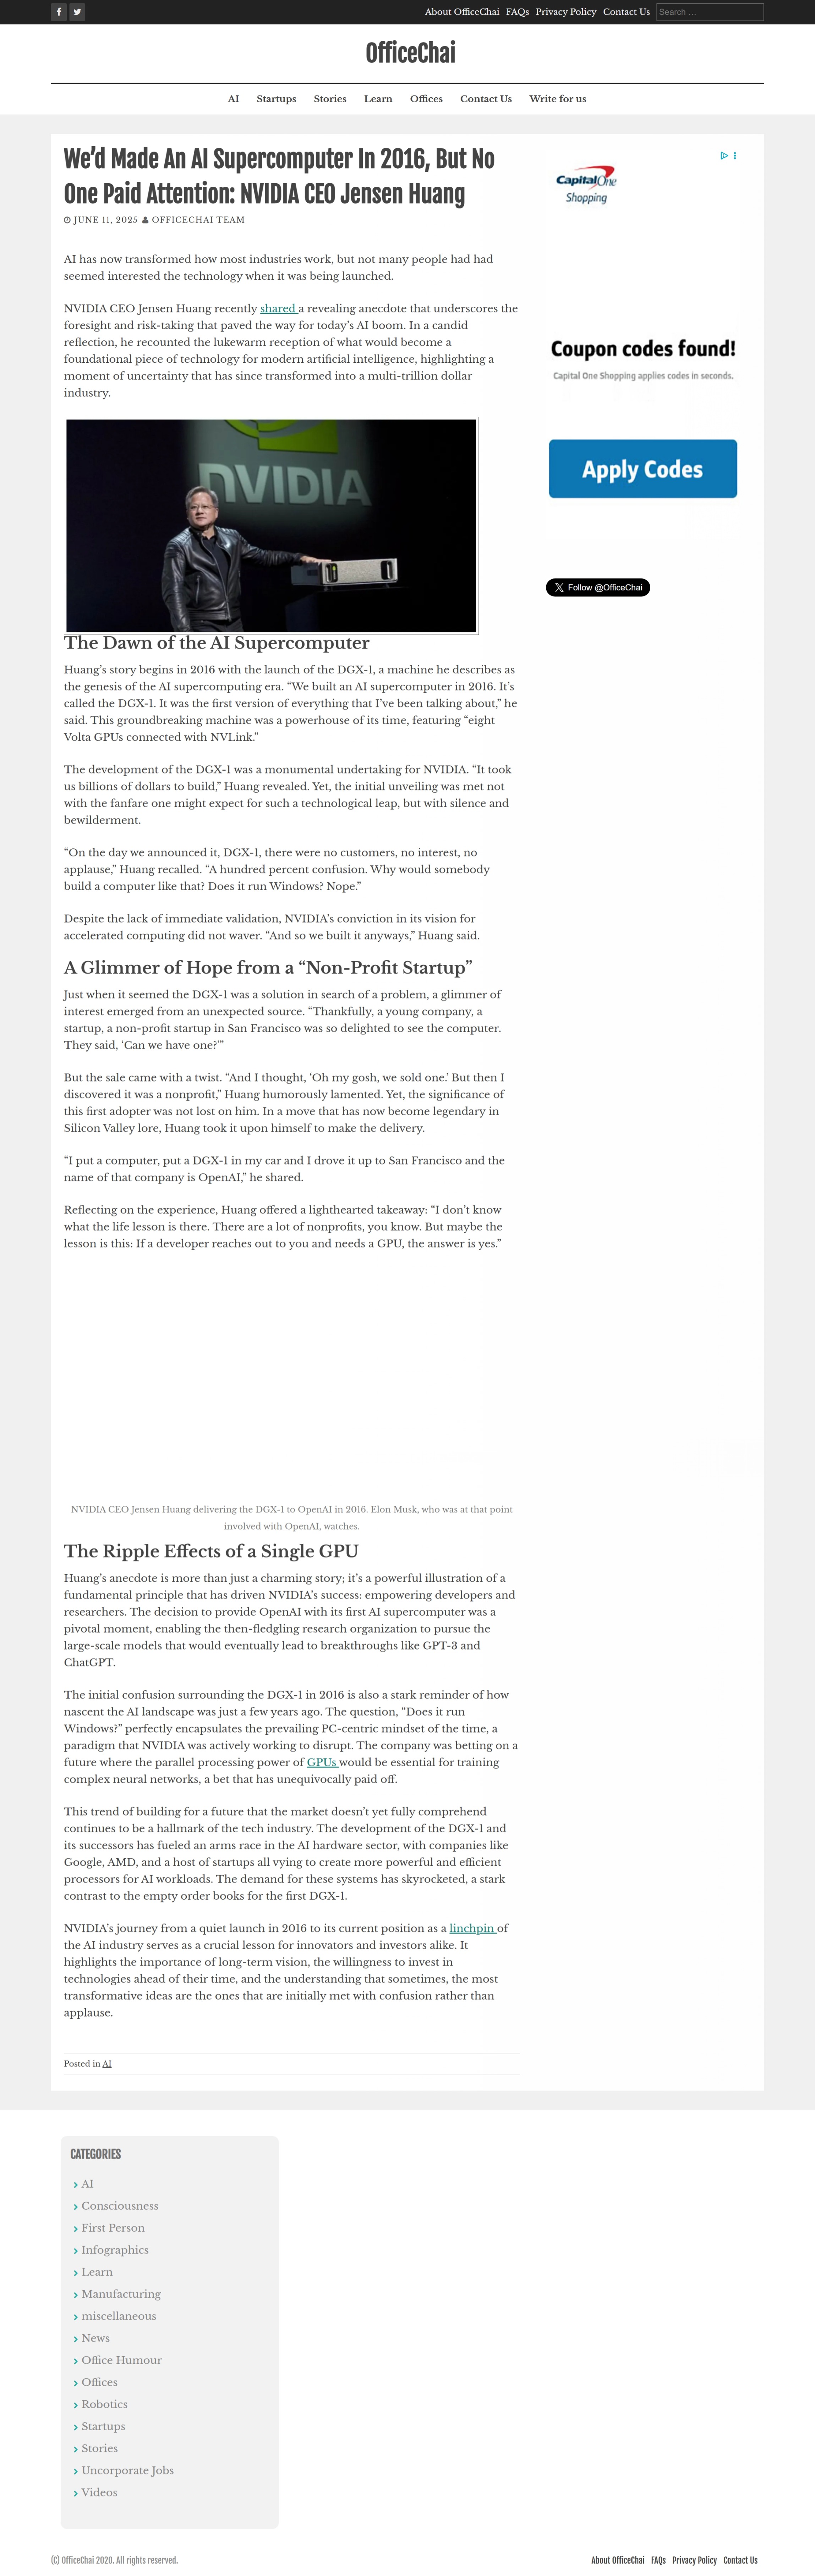 About OfficeChai FAQs Privacy Policy Contact Us Search …
OfficeChai
AI Startups Stories Learn Offices Contact Us Write for us
We’d Made An AI Supercomputer In 2016, But No
One Paid Attention: NVIDIA CEO Jensen Huang
JUNE 11, 2025 OFFICECHAI TEAM
AI has now transformed how most industries work, but not many people had had
seemed interested the technology when it was being launched.
NVIDIA CEO Jensen Huang recently shared a revealing anecdote that underscores the
foresight and risk-taking that paved the way for today’s AI boom. In a candid
reflection, he recounted the lukewarm reception of what would become a
foundational piece of technology for modern artificial intelligence, highlighting a
moment of uncertainty that has since transformed into a multi-trillion dollar
industry.
NVIDIA
The Dawn of the AI Supercomputer
Huang’s story begins in 2016 with the launch of the DGX-1, a machine he describes as
the genesis of the AI supercomputing era. “We built an AI supercomputer in 2016. It’s
called the DGX-1. It was the first version of everything that I’ve been talking about,” he
said. This groundbreaking machine was a powerhouse of its time, featuring “eight
Volta GPUs connected with NVLink.”
The development of the DGX-1 was a monumental undertaking for NVIDIA. “It took
us billions of dollars to build,” Huang revealed. Yet, the initial unveiling was met not
with the fanfare one might expect for such a technological leap, but with silence and
bewilderment.
“On the day we announced it, DGX-1, there were no customers, no interest, no
applause,” Huang recalled. “A hundred percent confusion. Why would somebody
build a computer like that? Does it run Windows? Nope.”
Despite the lack of immediate validation, NVIDIA’s conviction in its vision for
accelerated computing did not waver. “And so we built it anyways,” Huang said.
A Glimmer of Hope from a “Non-Profit Startup”
Just when it seemed the DGX-1 was a solution in search of a problem, a glimmer of
interest emerged from an unexpected source. “Thankfully, a young company, a
startup, a non-profit startup in San Francisco was so delighted to see the computer.
They said, ‘Can we have one?’”
But the sale came with a twist. “And I thought, ‘Oh my gosh, we sold one.’ But then I
discovered it was a nonprofit,” Huang humorously lamented. Yet, the significance of
this first adopter was not lost on him. In a move that has now become legendary in
Silicon Valley lore, Huang took it upon himself to make the delivery.
“I put a computer, put a DGX-1 in my car and I drove it up to San Francisco and the
name of that company is OpenAI,” he shared.
Reflecting on the experience, Huang offered a lighthearted takeaway: “I don’t know
what the life lesson is there. There are a lot of nonprofits, you know. But maybe the
lesson is this: If a developer reaches out to you and needs a GPU, the answer is yes.”
NVIDIA CEO Jensen Huang delivering the DGX-1 to OpenAI in 2016. Elon Musk, who was at that point
involved with OpenAI, watches.
The Ripple Effects of a Single GPU
Huang’s anecdote is more than just a charming story; it’s a powerful illustration of a
fundamental principle that has driven NVIDIA’s success: empowering developers and
researchers. The decision to provide OpenAI with its first AI supercomputer was a
pivotal moment, enabling the then-fledgling research organization to pursue the
large-scale models that would eventually lead to breakthroughs like GPT-3 and
ChatGPT.
The initial confusion surrounding the DGX-1 in 2016 is also a stark reminder of how
nascent the AI landscape was just a few years ago. The question, “Does it run
Windows?” perfectly encapsulates the prevailing PC-centric mindset of the time, a
paradigm that NVIDIA was actively working to disrupt. The company was betting on a
future where the parallel processing power of GPUs would be essential for training
complex neural networks, a bet that has unequivocally paid off.
This trend of building for a future that the market doesn’t yet fully comprehend
continues to be a hallmark of the tech industry. The development of the DGX-1 and
its successors has fueled an arms race in the AI hardware sector, with companies like
Google, AMD, and a host of startups all vying to create more powerful and efficient
processors for AI workloads. The demand for these systems has skyrocketed, a stark
contrast to the empty order books for the first DGX-1.
NVIDIA’s journey from a quiet launch in 2016 to its current position as a linchpin of
the AI industry serves as a crucial lesson for innovators and investors alike. It
highlights the importance of long-term vision, the willingness to invest in
technologies ahead of their time, and the understanding that sometimes, the most
transformative ideas are the ones that are initially met with confusion rather than
applause.
Posted in AI
Capital One
Shopping
Coupon codes found!
Capital One Shopping applies codes in seconds.
Apply Codes
Follow @OfficeChai
CATEGORIES
AI
Consciousness
First Person
Infographics
Learn
Manufacturing
miscellaneous
News
Office Humour
Offices
Robotics
Startups
Stories
Uncorporate Jobs
Videos
(C) OfficeChai 2020. All rights reserved.
About OfficeChai FAQs Privacy Policy Contact Us